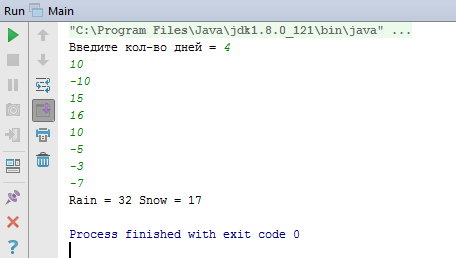 Run Main
"C:\Program Files\Java\jdk1.8.0_121\bin\java" ...
Введите кол-во дней = 4
10
-10
15
16
10
-5
-3
-7
Rain = 32 Snow = 17
Process finished with exit code 0